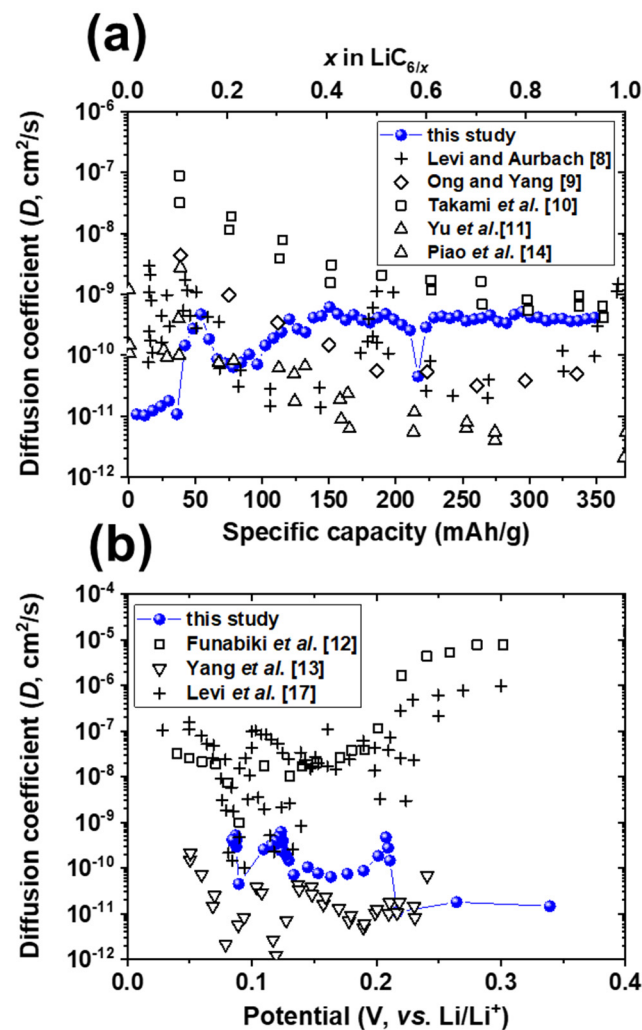 (a)
x in LiC6/x
0.0 0.2 0.4 0.6 0.8 1.0
10-6
10-7
10-8
10-9
10-10
10-11
10-12
Diffusion coefficient (D, cm2/s)
this study
Levi and Aurbach [8]
Ong and Yang [9]
Takami et al. [10]
Yu et al.[11]
Piao et al. [14]
0 50 100 150 200 250 300 350
Specific capacity (mAh/g)
(b)
10-4
10-5
10-6
10-7
10-8
10-9
10-10
10-11
10-12
Diffusion coefficient (D, cm2/s)
this study
Funabiki et al. [12]
Yang et al. [13]
Levi et al. [17]
0.0 0.1 0.2 0.3 0.4
Potential (V, vs. Li/Li+)